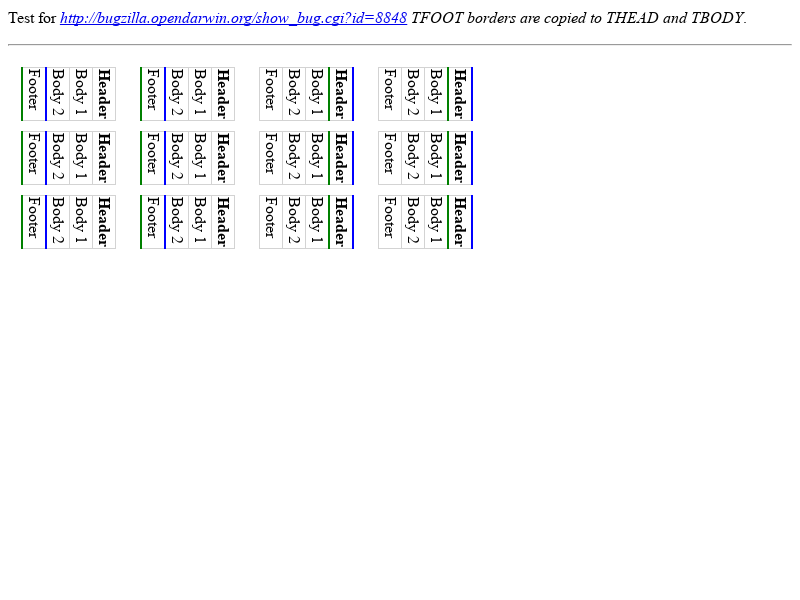 Test for http://bugzilla.opendarwin.org/show_bug.cgi?id=8848 TFOOT borders are copied to THEAD and TBODY.
Header
Body 1
Body 2
Footer
Header
Body 1
Body 2
Footer
Header
Body 1
Body 2
Footer
Header
Body 1
Body 2
Footer
Header
Body 1
Body 2
Footer
Header
Body 1
Body 2
Footer
Header
Body 1
Body 2
Footer
Header
Body 1
Body 2
Footer
Header
Body 1
Body 2
Footer
Header
Body 1
Body 2
Footer
Header
Body 1
Body 2
Footer
Header
Body 1
Body 2
Footer